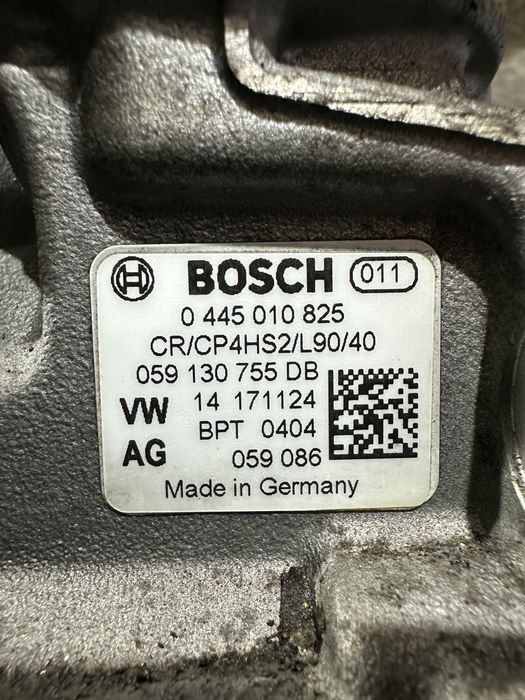 BOSCH 011
0 445 010 825
CR/CP4HS2/L90/40
059 130 755 DB
VW 14 171124
BPT 0404
AG 059 086
Made in Germany